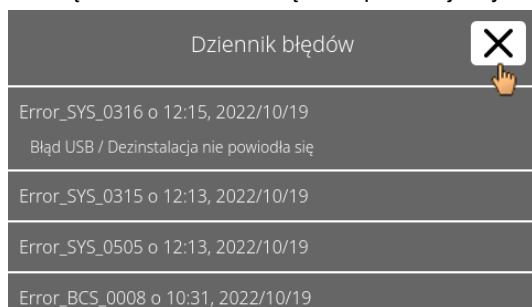 Dziennik błędów
Error_SYS_0316 o 12:15, 2022/10/19
Błąd USB / Dezinstalacja nie powiodła się
Error_SYS_0315 o 12:13, 2022/10/19
Error_SYS_0505 o 12:13, 2022/10/19
Error_BCS_0008 o 10:31, 2022/10/19